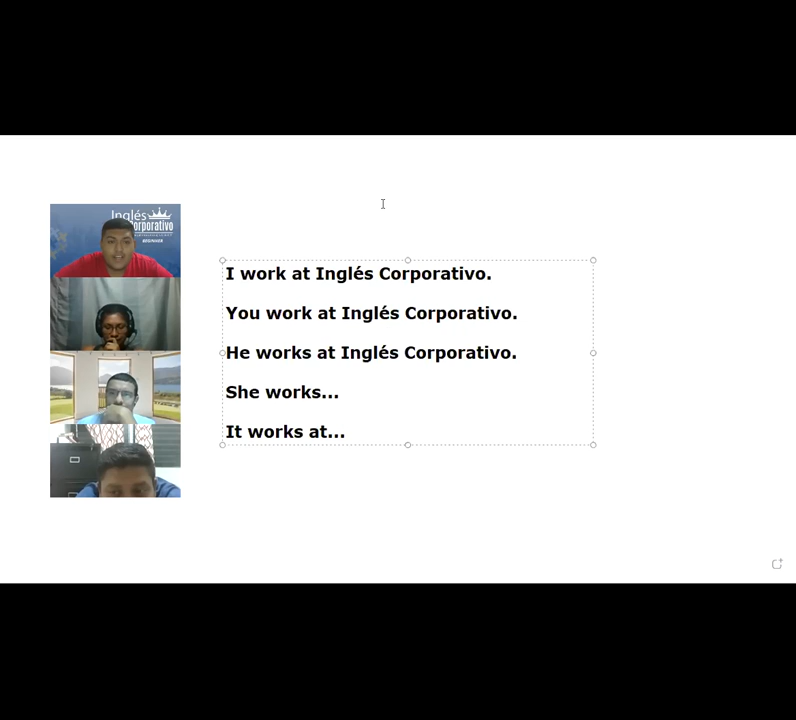 Inglés
Corporativo
BEGINNER
I work at Inglés Corporativo.
You work at Inglés Corporativo.
He works at Inglés Corporativo.
She works...
It works at...